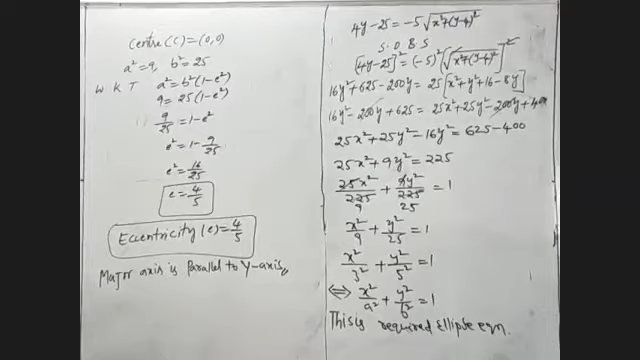 Centre (C) = (0,0)
a² = 9, b² = 25
W K T a² = b²(1-e²)
9 = 25(1-e²)
9/25 = 1-e²
e² = 1-9/25
e² = 16/25
e = 4/5
Eccentricity (e) = 4/5
Major axis is Parallel to Y-axis
4y-25 = -5√x²+(y-4)²
S.O.B.S
[4y-25]² = (-5)²[√x²+(y-4)²]²
16y²+625-200y = 25[x²+y²+16-8y]
16y²-200y+625 = 25x²+25y²-200y+400
25x²+25y²-16y² = 625-400
25x²+9y² = 225
25x²/225 + 9y²/225 = 1
9 25
x²/9 + y²/25 = 1
x²/3² + y²/5² = 1
⟺ x²/a² + y²/b² = 1
This is required Ellipse eqn.